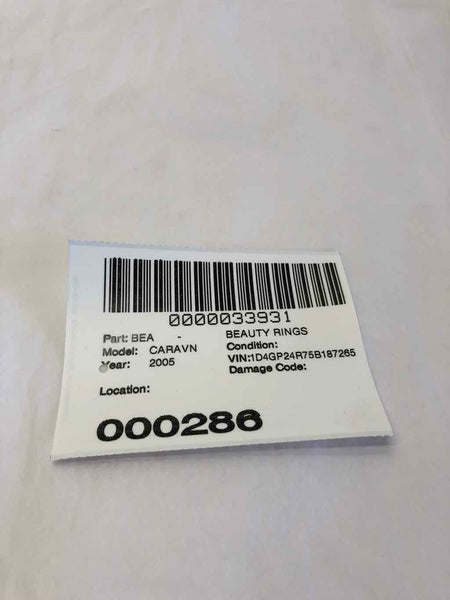 0000033931
Part: BEA - BEAUTY RINGS
Model: CARAVN Condition:
Year: 2005 VIN:1D4GP24R75B187265
Damage Code:
Location:
000286